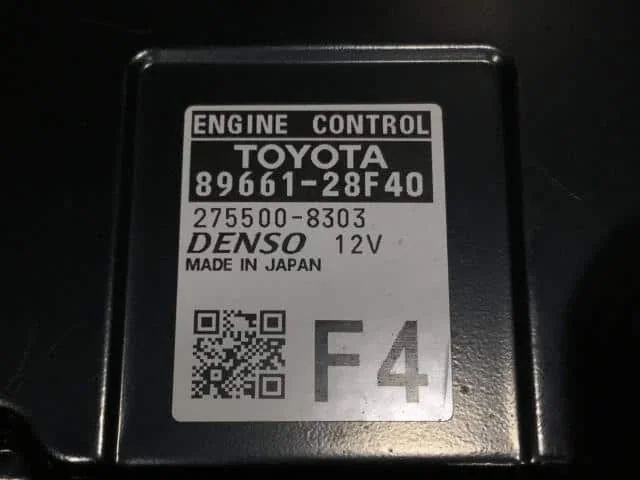 ENGINE CONTROL
TOYOTA
89661-28F40
275500-8303
DENSO 12V
MADE IN JAPAN
F4